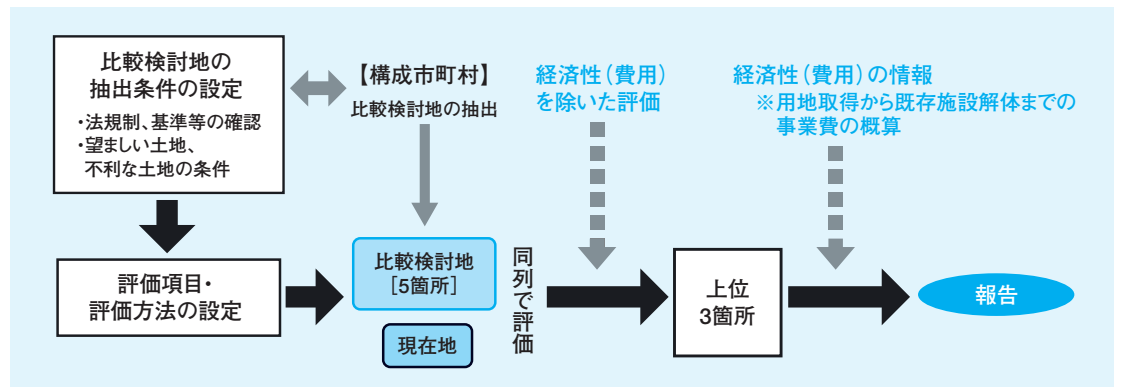 比較検討地の
抽出条件の設定
・法規制、基準等の確認
・望ましい土地、
不利な土地の条件
【構成市町村】
比較検討地の抽出
経済性（費用）
を除いた評価
経済性（費用）の情報
※用地取得から既存施設解体までの
事業費の概算
評価項目・
評価方法の設定
比較検討地
［5箇所］
現在地
同列で評価
上位
3箇所
報告